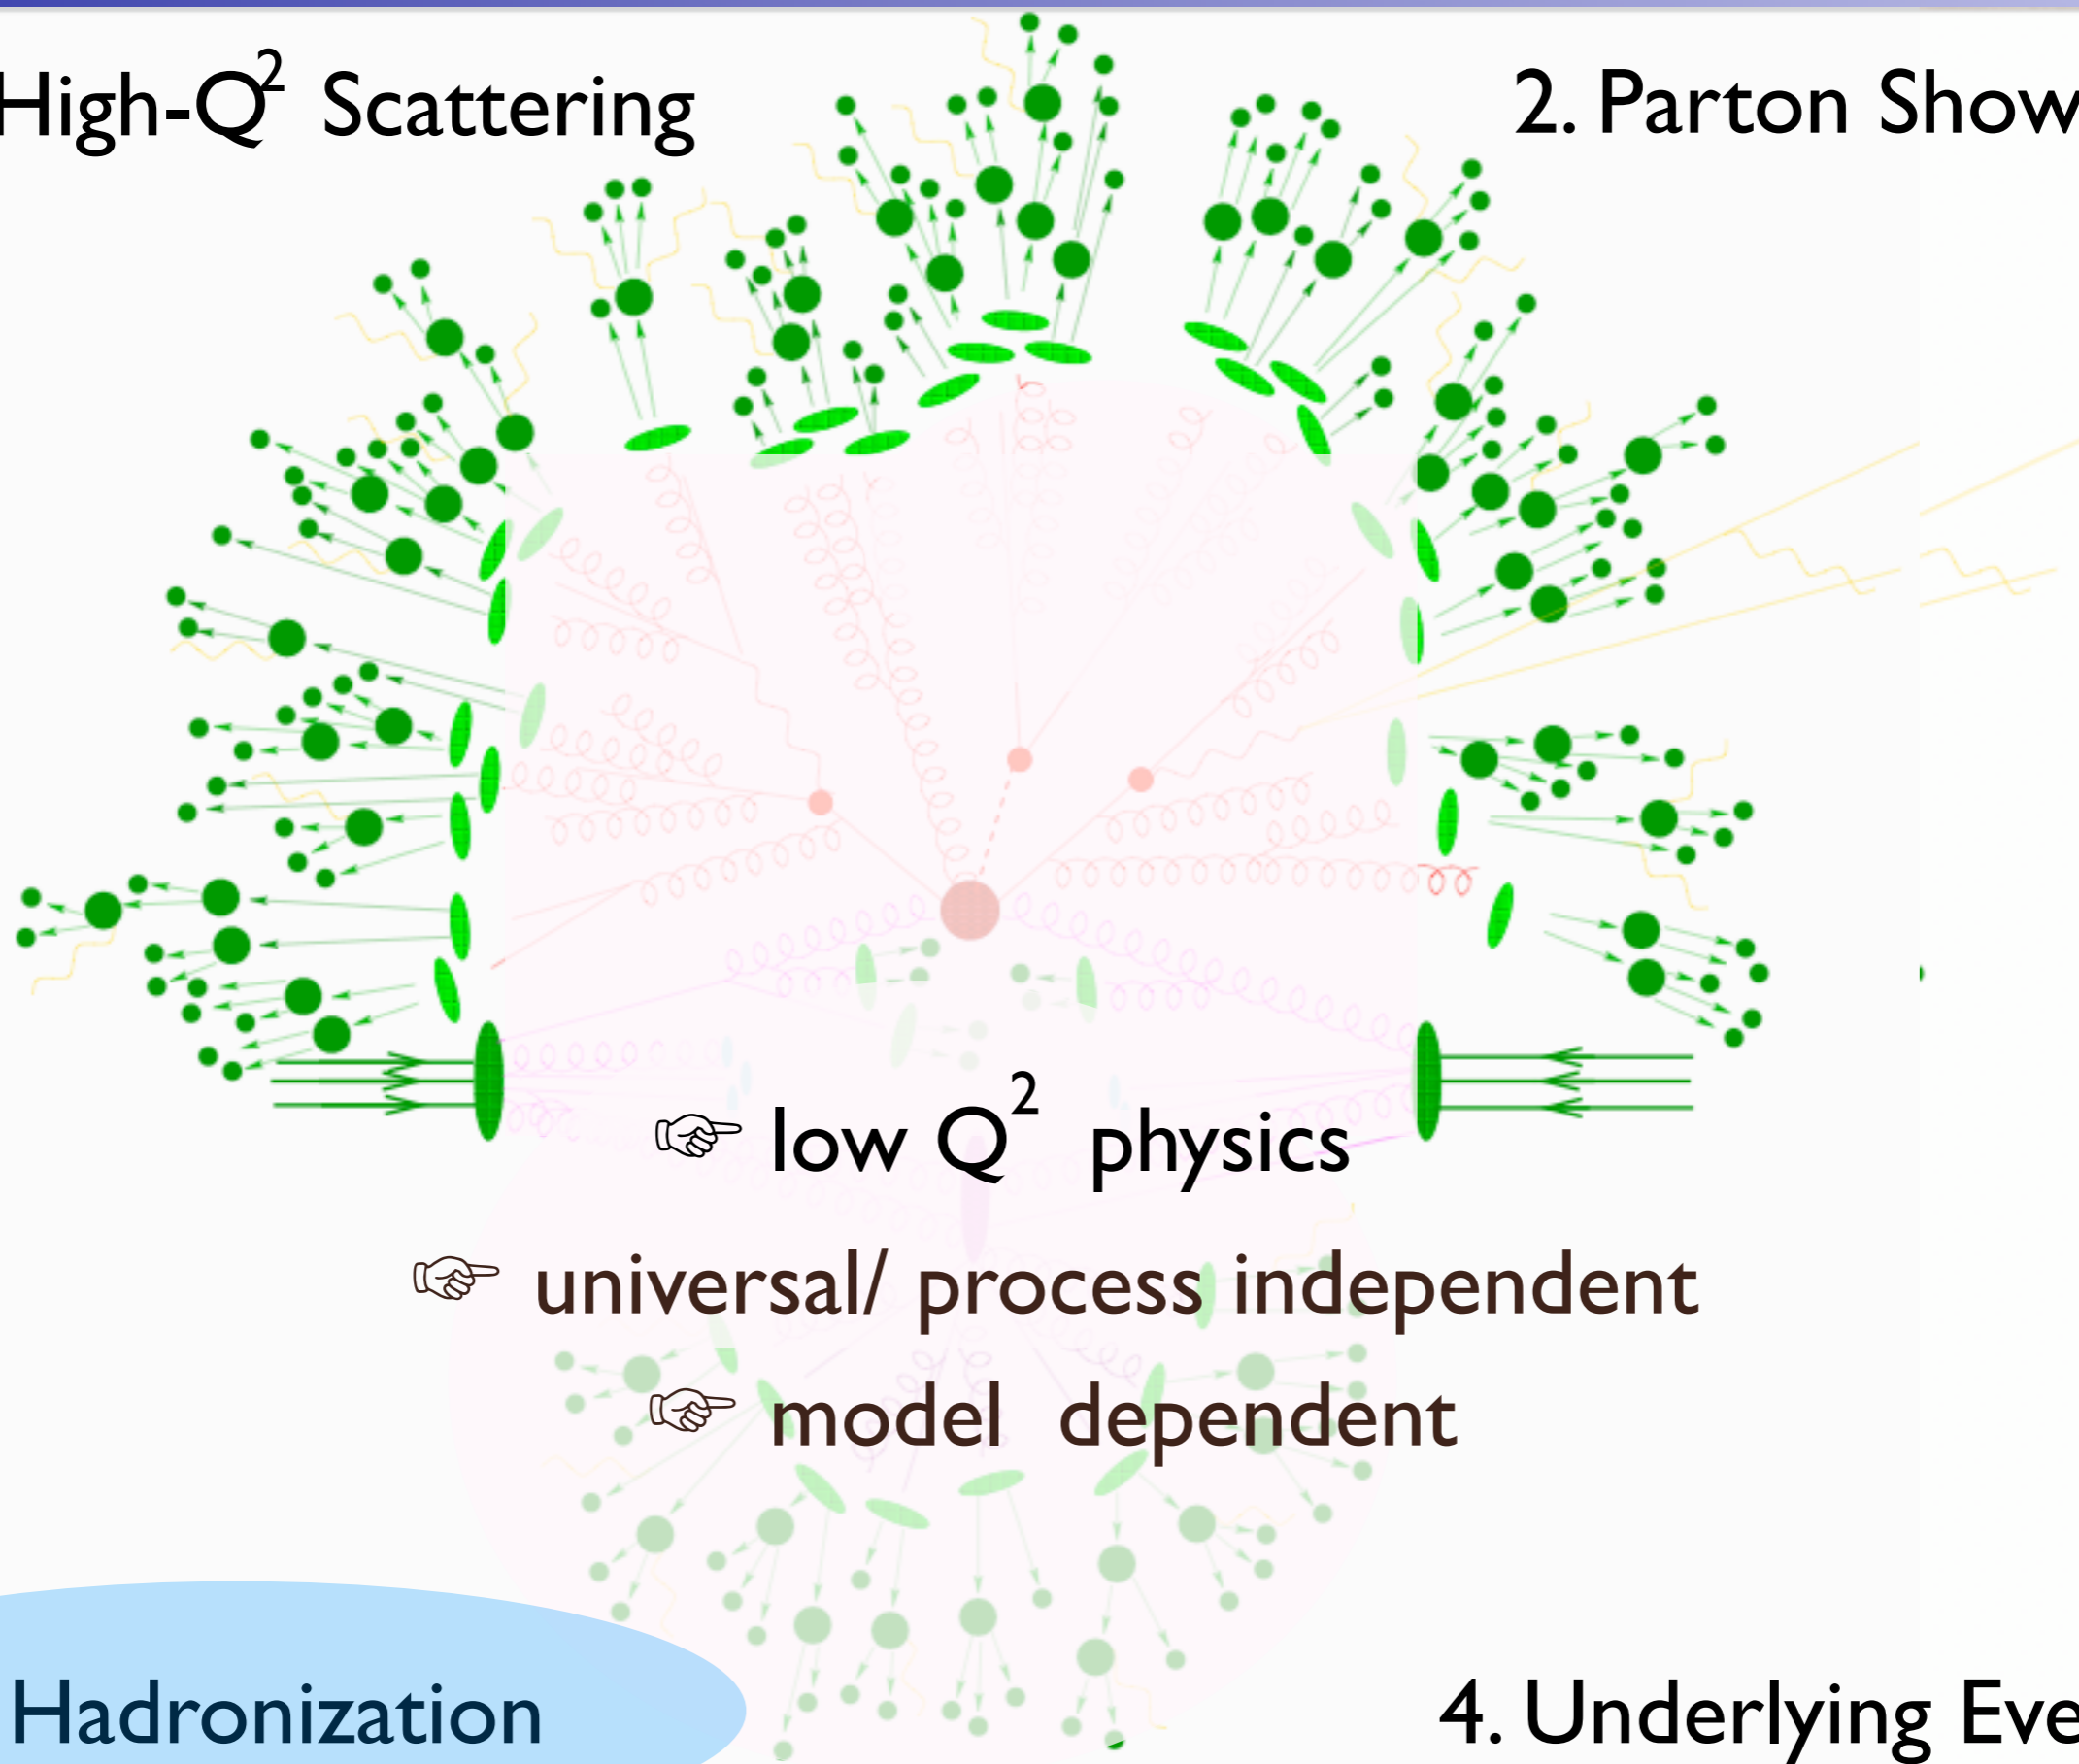 High-Q² Scattering
2. Parton Show
☞ low Q² physics
☞ universal/ process independent
☞ model dependent
Hadronization
4. Underlying Eve